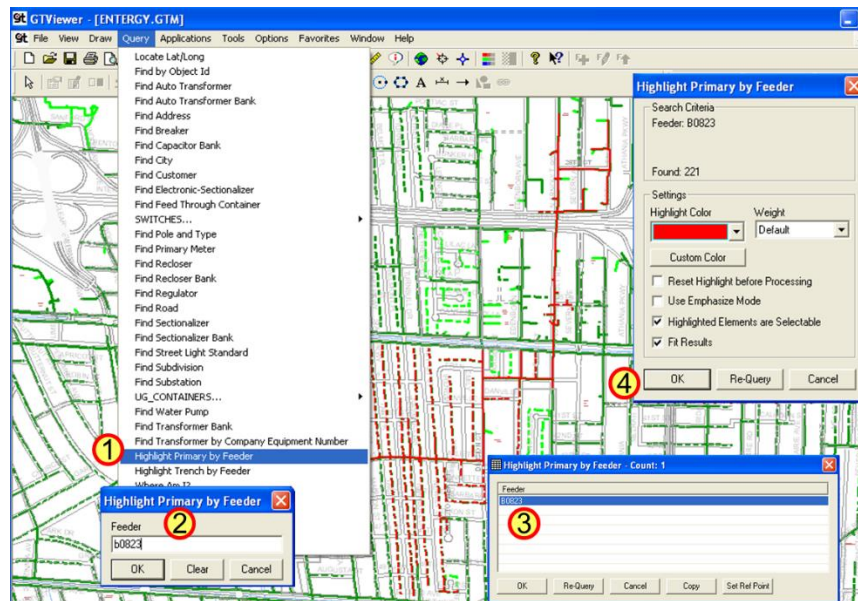 GTViewer - [ENTERGY.GTM]
File View Draw Query Applications Tools Options Favorites Window Help
Locate Lat/Long
Find by Object Id
Find Auto Transformer
Find Auto Transformer Bank
Find Address
Find Breaker
Find Capacitor Bank
Find City
Find Customer
Find Electronic-Sectionalizer
Find Feed Through Container
SWITCHES...
Find Pole and Type
Find Primary Meter
Find Recloser
Find Recloser Bank
Find Regulator
Find Road
Find Sectionalizer
Find Sectionalizer Bank
Find Street Light Standard
Find Subdivision
Find Substation
UG_CONTAINERS...
Find Water Pump
Find Transformer Bank
Find Transformer by Company Equipment Number
1
Highlight Primary by Feeder
Highlight Trench by Feeder
Where Am I?
Highlight Primary by Feeder
Feeder
2
b0823
OK Clear Cancel
Highlight Primary by Feeder - Count: 1
Feeder
B0823
3
OK Re-Query Cancel Copy Set Ref Point
Highlight Primary by Feeder
Search Criteria
Feeder: B0823
Found: 221
Settings
Highlight Color Weight
Default
Custom Color
Reset Highlight before Processing
Use Emphasize Mode
Highlighted Elements are Selectable
Fit Results
4
OK Re-Query Cancel